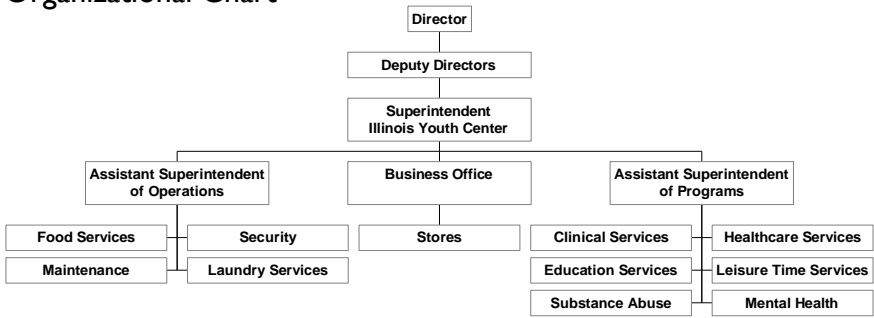 Organizational Chart
Director
Deputy Directors
Superintendent
Illinois Youth Center
Assistant Superintendent
of Operations
Business Office
Assistant Superintendent
of Programs
Food Services
Security
Stores
Clinical Services
Healthcare Services
Maintenance
Laundry Services
Education Services
Leisure Time Services
Substance Abuse
Mental Health